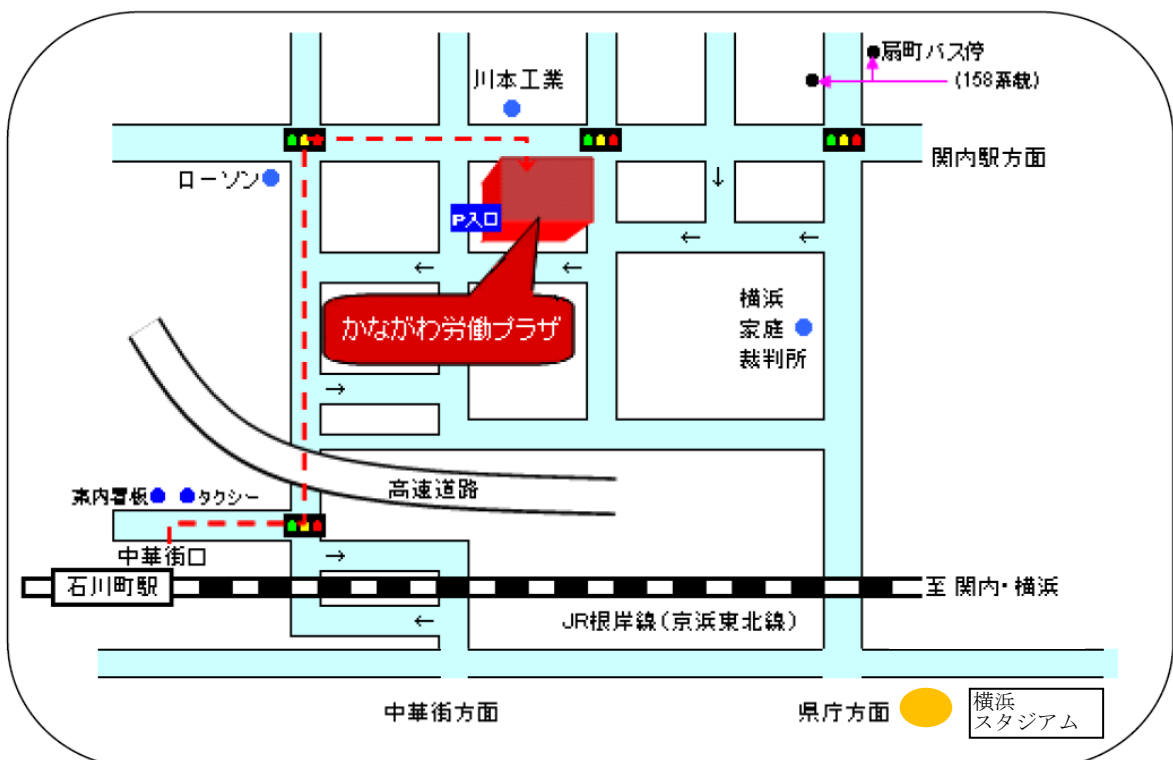 扇町バス停
(158系統)
川本工業
関内駅方面
ローソン
P入口
かながわ労働プラザ
横浜
家庭
裁判所
高速道路
案内看板
タクシー
中華街口
石川町駅
至 関内・横浜
JR根岸線(京浜東北線)
中華街方面
県庁方面
横浜
スタジアム